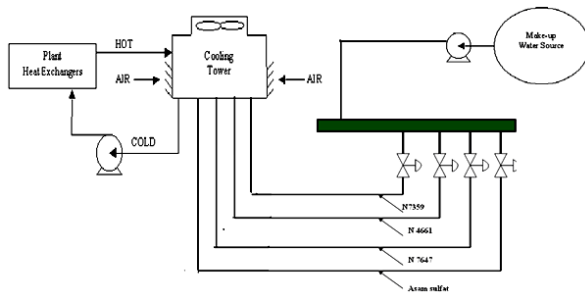 HOT
Plant
Heat Exchangers
Cooling
Tower
AIR
AIR
COLD
Make-up
Water Source
N7359
N 4661
N 7647
Asam sulfat